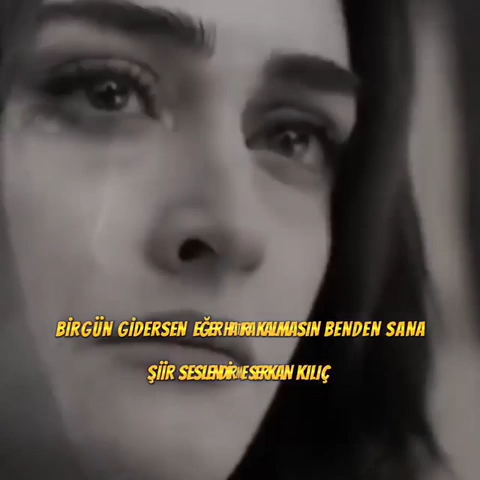 BİRGÜN GİDERSEN EĞER HATIRA KALMASIN BENDEN SANA
ŞİİR SESLENDİRME SERKAN KILIÇ